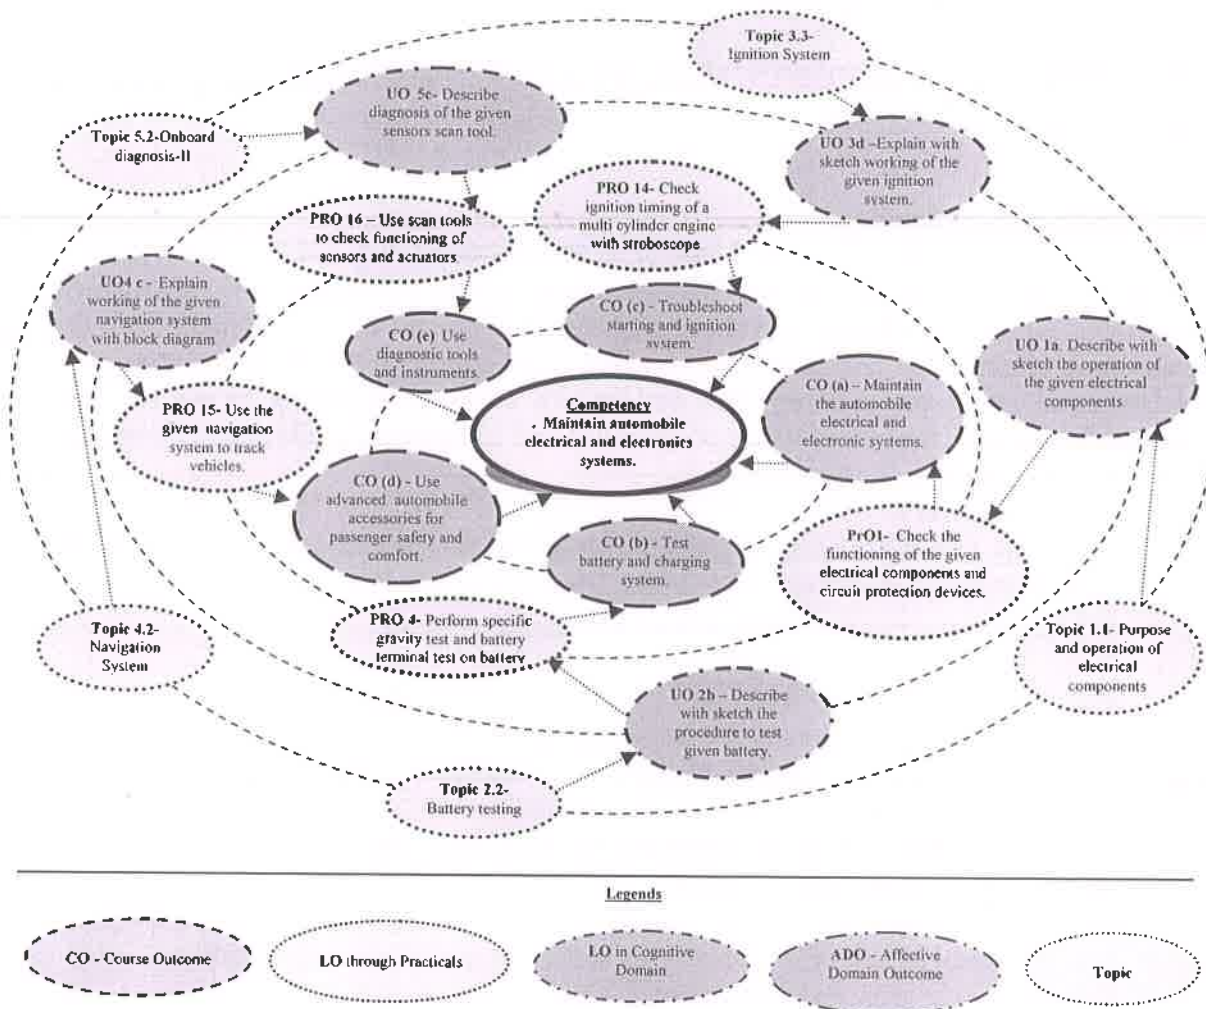 Topic 3.3-
Ignition System
UO 5c- Describe
diagnosis of the given
sensors scan tool.
Topic 5.2-Onboard
diagnosis-II
UO 3d –Explain with
sketch working of the
given ignition
system.
PRO 14- Check
ignition timing of a
multi cylinder engine
with stroboscope
PRO 16 – Use scan tools
to check functioning of
sensors and actuators
UO4 c - Explain
working of the given
navigation system
with block diagram
CO (c) - Troubleshoot
starting and ignition
system.
CO (e) Use
diagnostic tools
and instruments.
UO 1a. Describe with
sketch the operation of
the given electrical
components.
CO (a) – Maintain
the automobile
electrical and
electronic systems.
Competency
. Maintain automobile
electrical and electronics
systems.
PRO 15- Use the
given navigation
system to track
vehicles.
CO (d) - Use
advanced automobile
accessories for
passenger safety and
comfort.
CO (b) - Test
battery and charging
system.
PrO1- Check the
functioning of the given
electrical components and
circuit protection devices.
PRO 4- Perform specific
gravity test and battery
terminal test on battery
Topic 4.2-
Navigation
System
Topic 1.1- Purpose
and operation of
electrical
components
UO 2b – Describe
with sketch the
procedure to test
given battery.
Topic 2.2-
Battery testing
Legends
CO - Course Outcome
LO through Practicals
LO in Cognitive
Domain
ADO - Affective
Domain Outcome
Topic